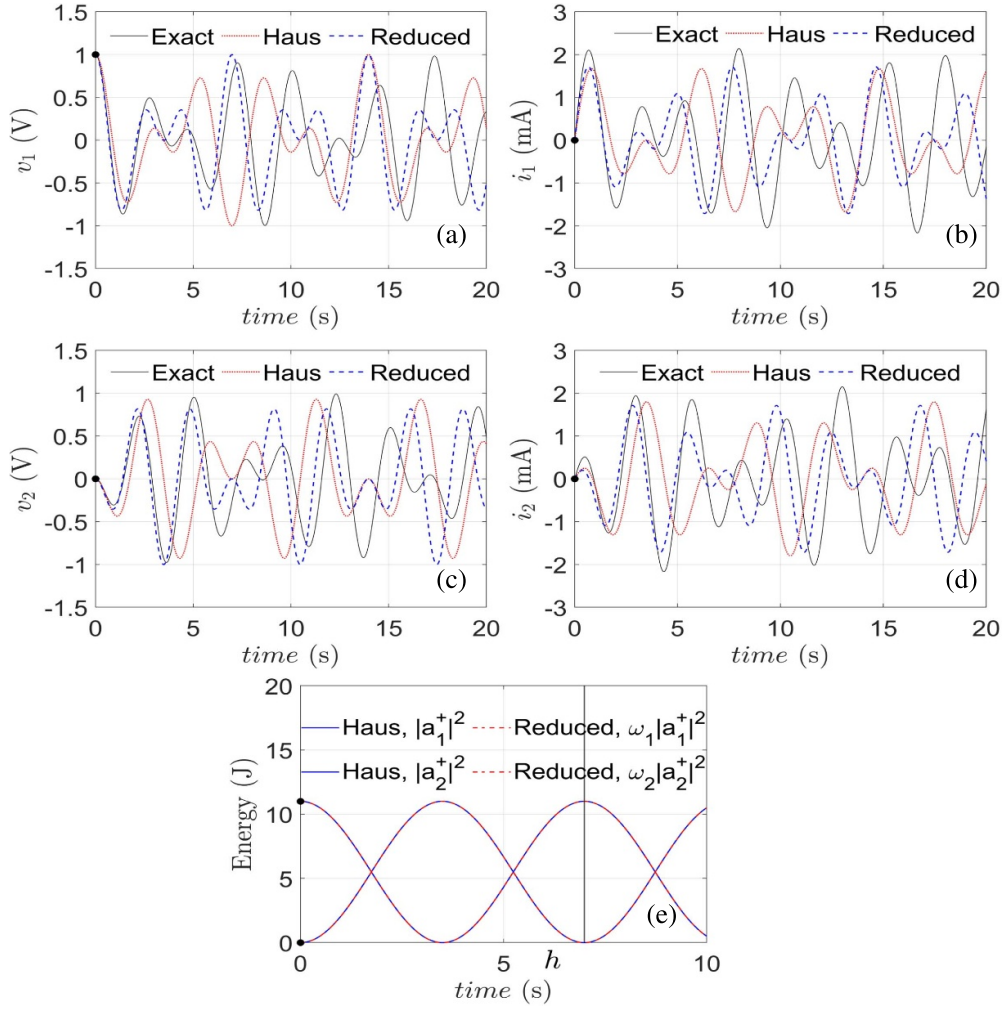 1.5
1
0.5
0
-0.5
-1
-1.5
v₁ (V)
Exact Haus Reduced
(a)
0 5 10 15 20
time (s)
3
2
1
0
-1
-2
-3
i₁ (mA)
Exact Haus Reduced
(b)
0 5 10 15 20
time (s)
1.5
1
0.5
0
-0.5
-1
-1.5
v₂ (V)
Exact Haus Reduced
(c)
0 5 10 15 20
time (s)
3
2
1
0
-1
-2
-3
i₂ (mA)
Exact Haus Reduced
(d)
0 5 10 15 20
time (s)
20
15
10
5
0
Energy (J)
Haus, |a₁⁺|² Reduced, ω₁|a₁⁺|²
Haus, |a₂⁺|² Reduced, ω₂|a₂⁺|²
(e)
0 5 h 10
time (s)